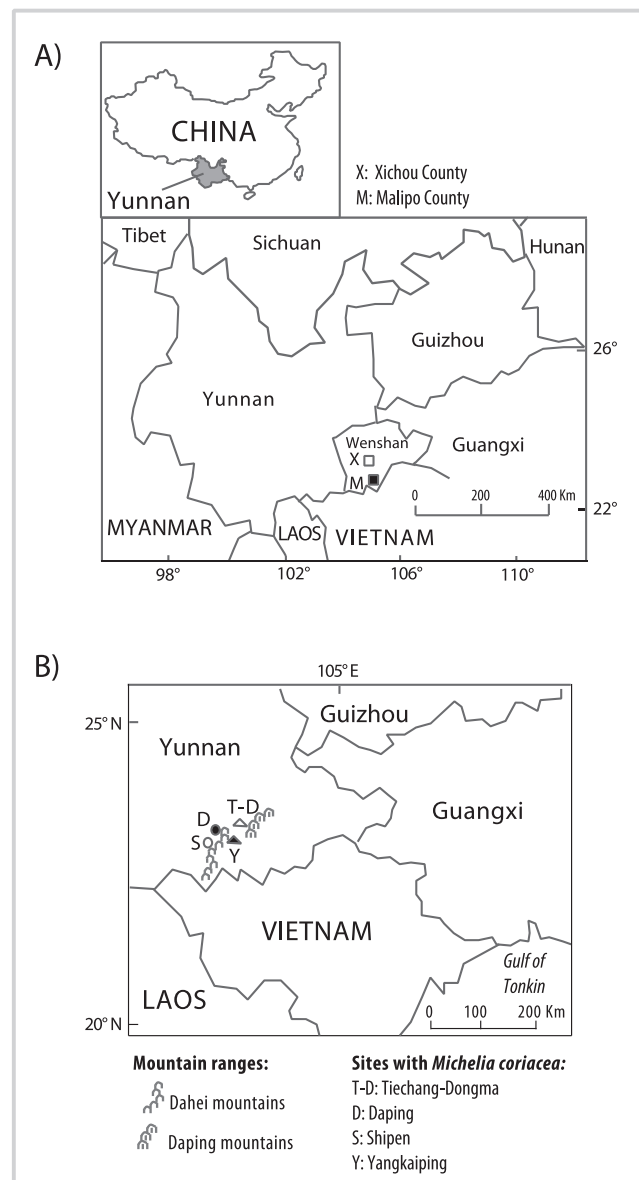 A)
CHINA
Yunnan
X: Xichou County
M: Malipo County
Tibet
Sichuan
Hunan
Guizhou
26°
Yunnan
Wenshan
Guangxi
X
M
0 200 400 Km
22°
MYANMAR
LAOS
VIETNAM
98° 102° 106° 110°
B)
105° E
25° N
Guizhou
Yunnan
T-D
D
Guangxi
S
Y
VIETNAM
Gulf of
Tonkin
LAOS
0 100 200 Km
20° N
Mountain ranges:
Dahei mountains
Daping mountains
Sites with Michelia coriacea:
T-D: Tiechang-Dongma
D: Daping
S: Shipen
Y: Yangkaiping